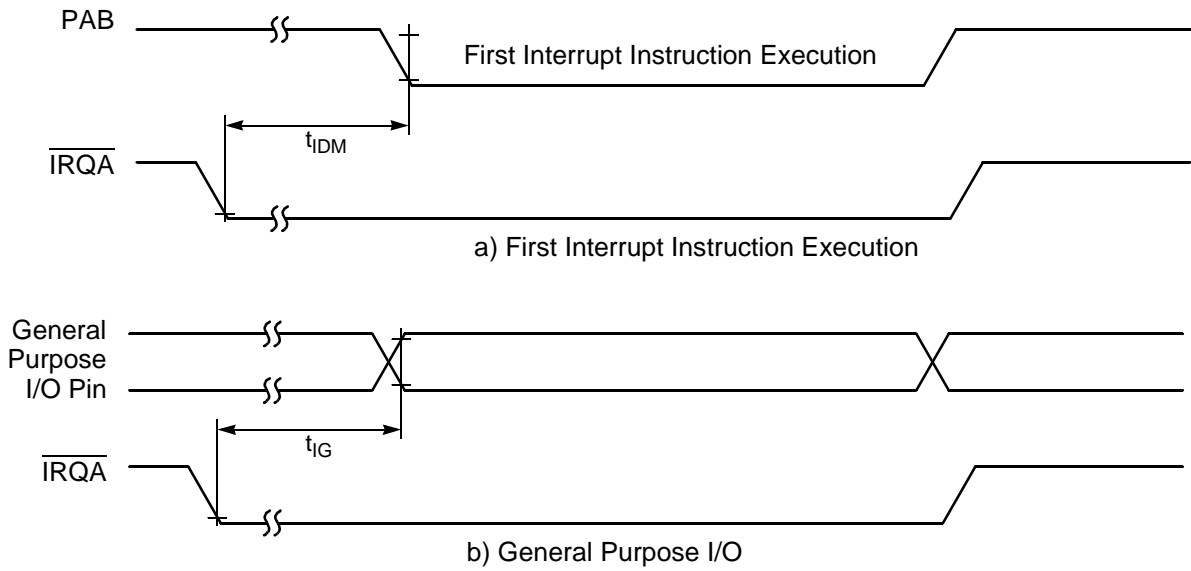 PAB
First Interrupt Instruction Execution
tIDM
IRQA
a) First Interrupt Instruction Execution
General
Purpose
I/O Pin
tIG
IRQA
b) General Purpose I/O